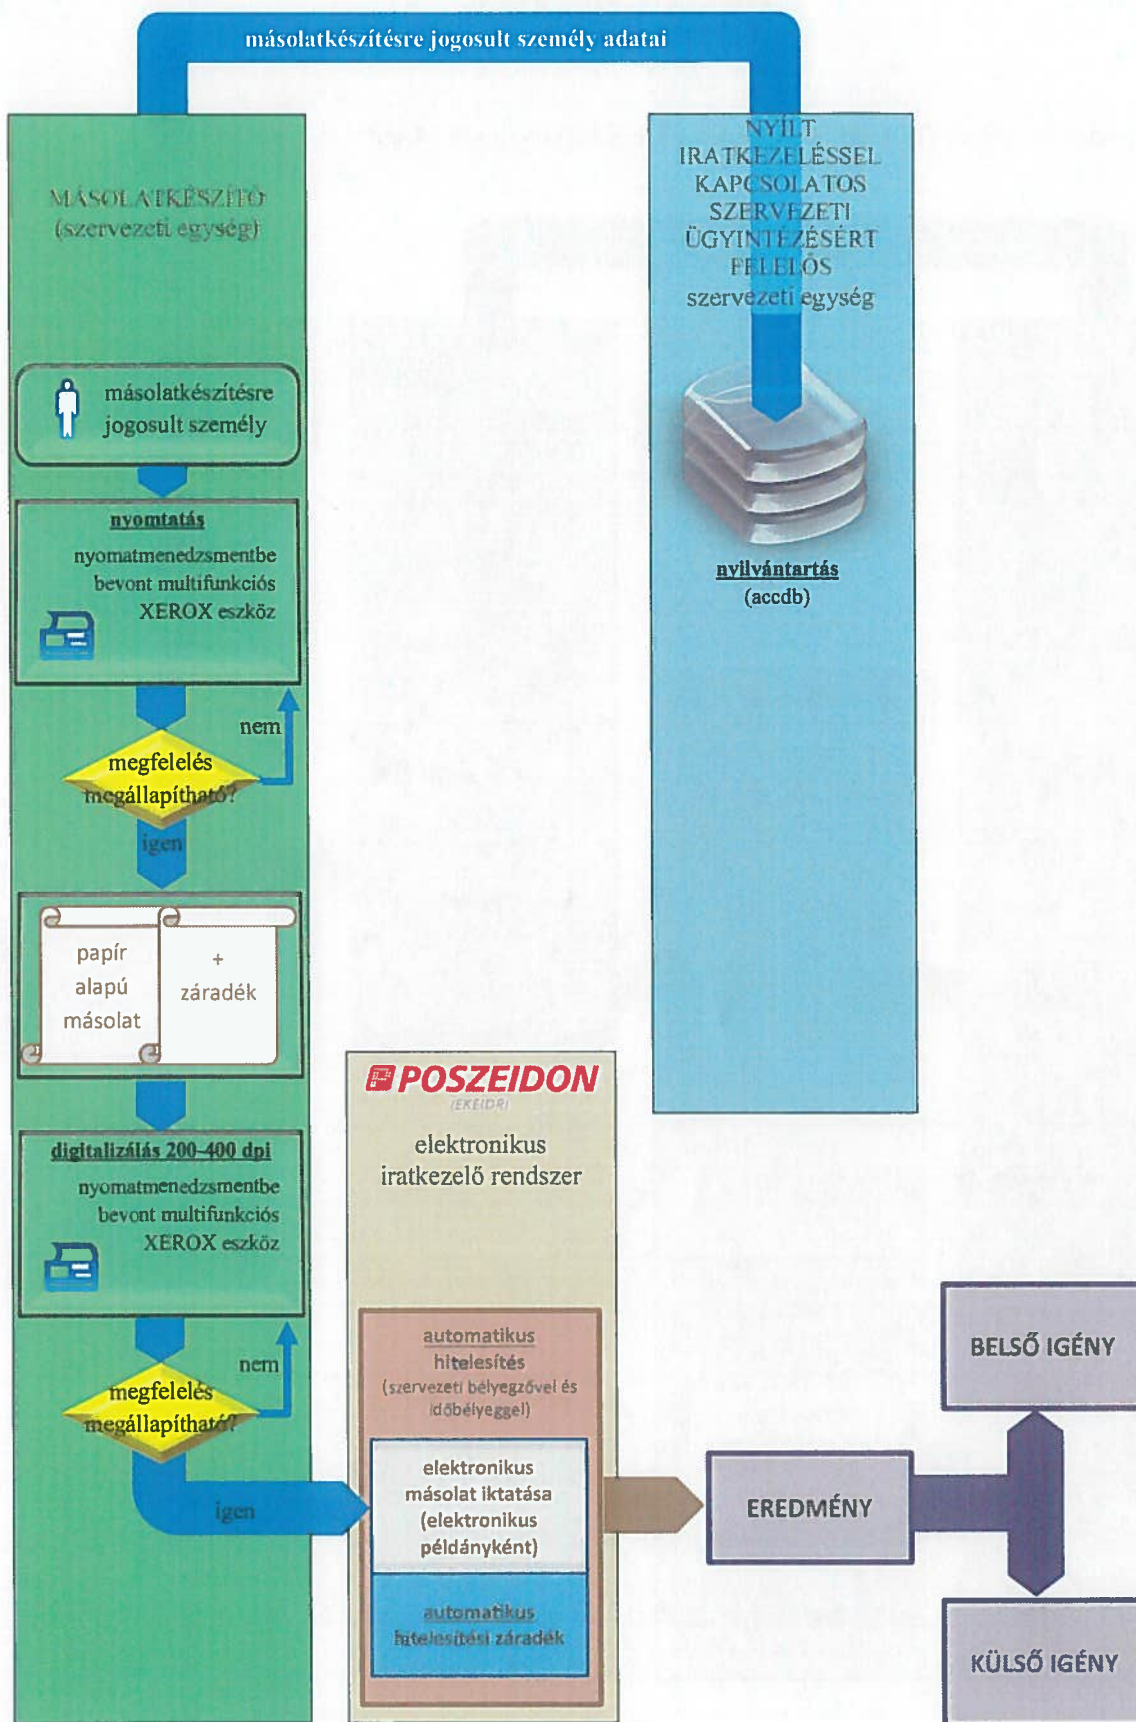 másolatkészítésre jogosult személy adatai
MÁSOLATKÉSZÍTŐ
(szervezeti egység)
NYÍLT
IRATKEZELÉSSEL
KAPCSOLATOS
SZERVEZETI
ÜGYINTÉZÉSÉRT
FELELŐS
szervezeti egység
másolatkészítésre
jogosult személy
nyomtatás
nyomatmenedzsmentbe
bevont multifunkciós
XEROX eszköz
nyilvántartás
(accdb)
nem
megfelelés
megállapítható?
igen
papír
alapú
másolat
+
záradék
digitalizálás 200-400 dpi
nyomatmenedzsmentbe
bevont multifunkciós
XEROX eszköz
nem
megfelelés
megállapítható?
igen
POSZEIDON
(EKEIDR)
elektronikus
iratkezelő rendszer
automatikus
hitelesítés
(szervezeti bélyegzővel és
időbélyeggel)
elektronikus
másolat iktatása
(elektronikus
példányként)
automatikus
hitelesítési záradék
EREDMÉNY
BELSŐ IGÉNY
KÜLSŐ IGÉNY